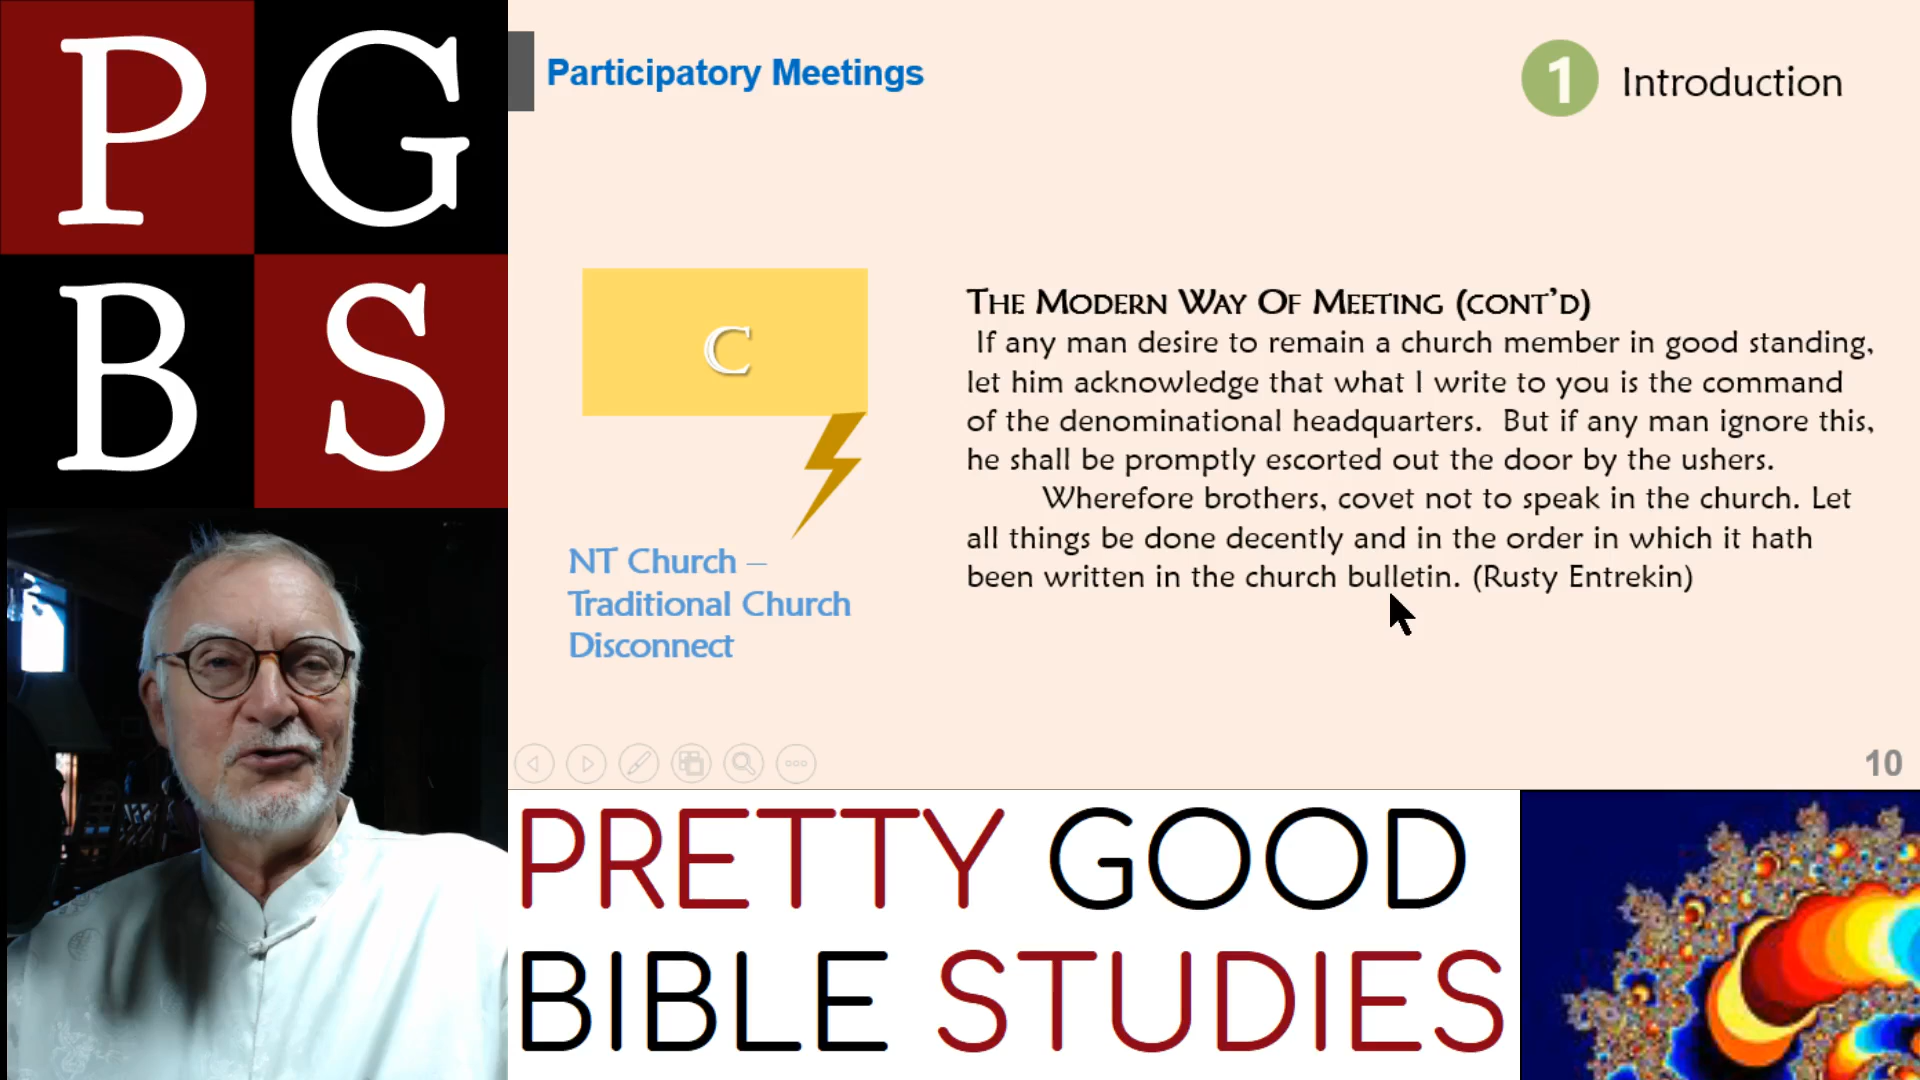 P G
B S
Participatory Meetings
1 Introduction
C
NT Church –
Traditional Church
Disconnect
THE MODERN WAY OF MEETING (CONT'D)
If any man desire to remain a church member in good standing,
let him acknowledge that what I write to you is the command
of the denominational headquarters. But if any man ignore this,
he shall be promptly escorted out the door by the ushers.
Wherefore brothers, covet not to speak in the church. Let
all things be done decently and in the order in which it hath
been written in the church bulletin. (Rusty Entrekin)
10
PRETTY GOOD
BIBLE STUDIES